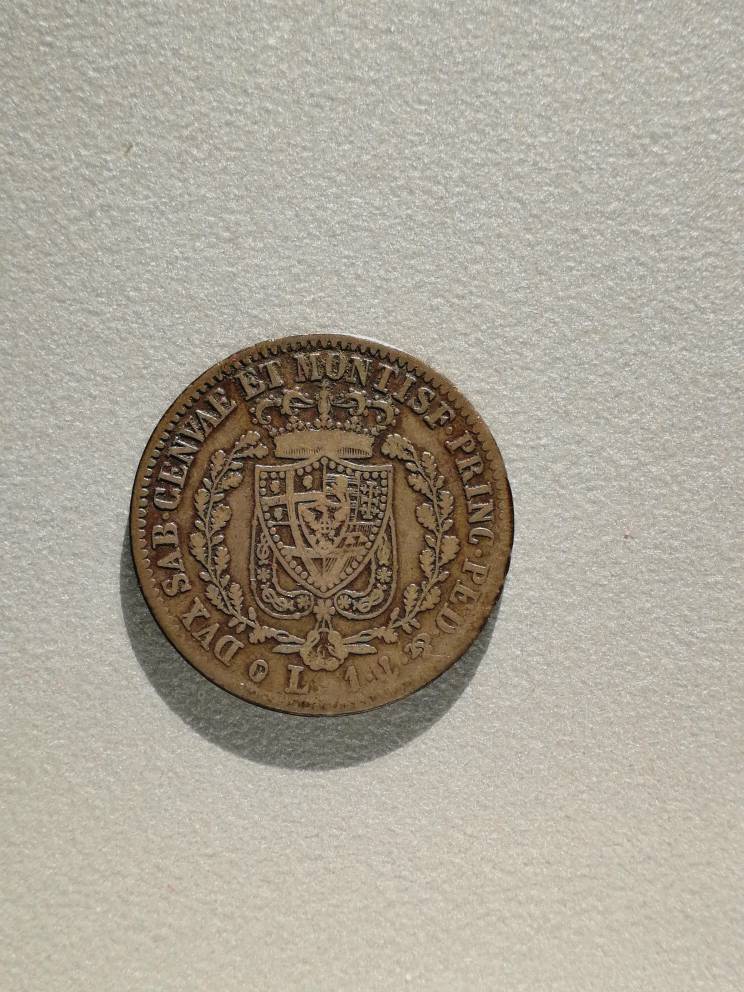 DVX SAB·GENVAE ET MONTISF·PRINC·PED·
P L. 1.